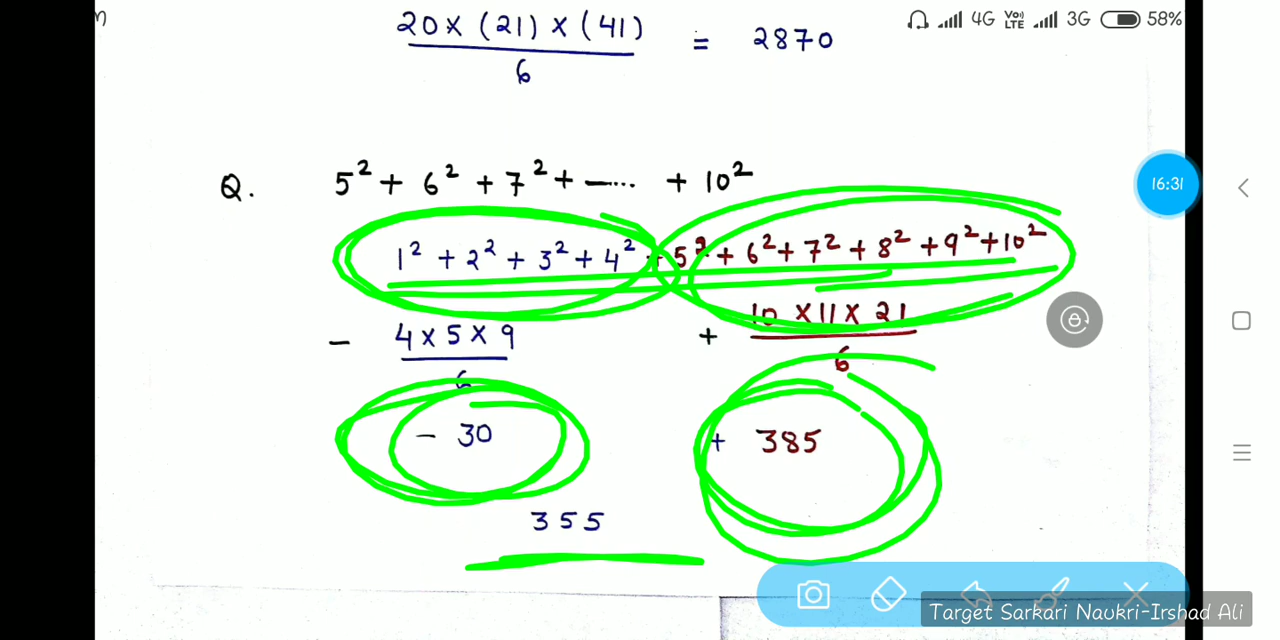 4G VoLTE 3G 58%
20 × (21) × (41) / 6 = 2870
16:31
Q. 5² + 6² + 7² + ------ + 10²
1² + 2² + 3² + 4² + 5² + 6² + 7² + 8² + 9² + 10²
- 4 × 5 × 9 / 6 + 10 × 11 × 21 / 6
- 30 + 385
355
Target Sarkari Naukri-Irshad Ali